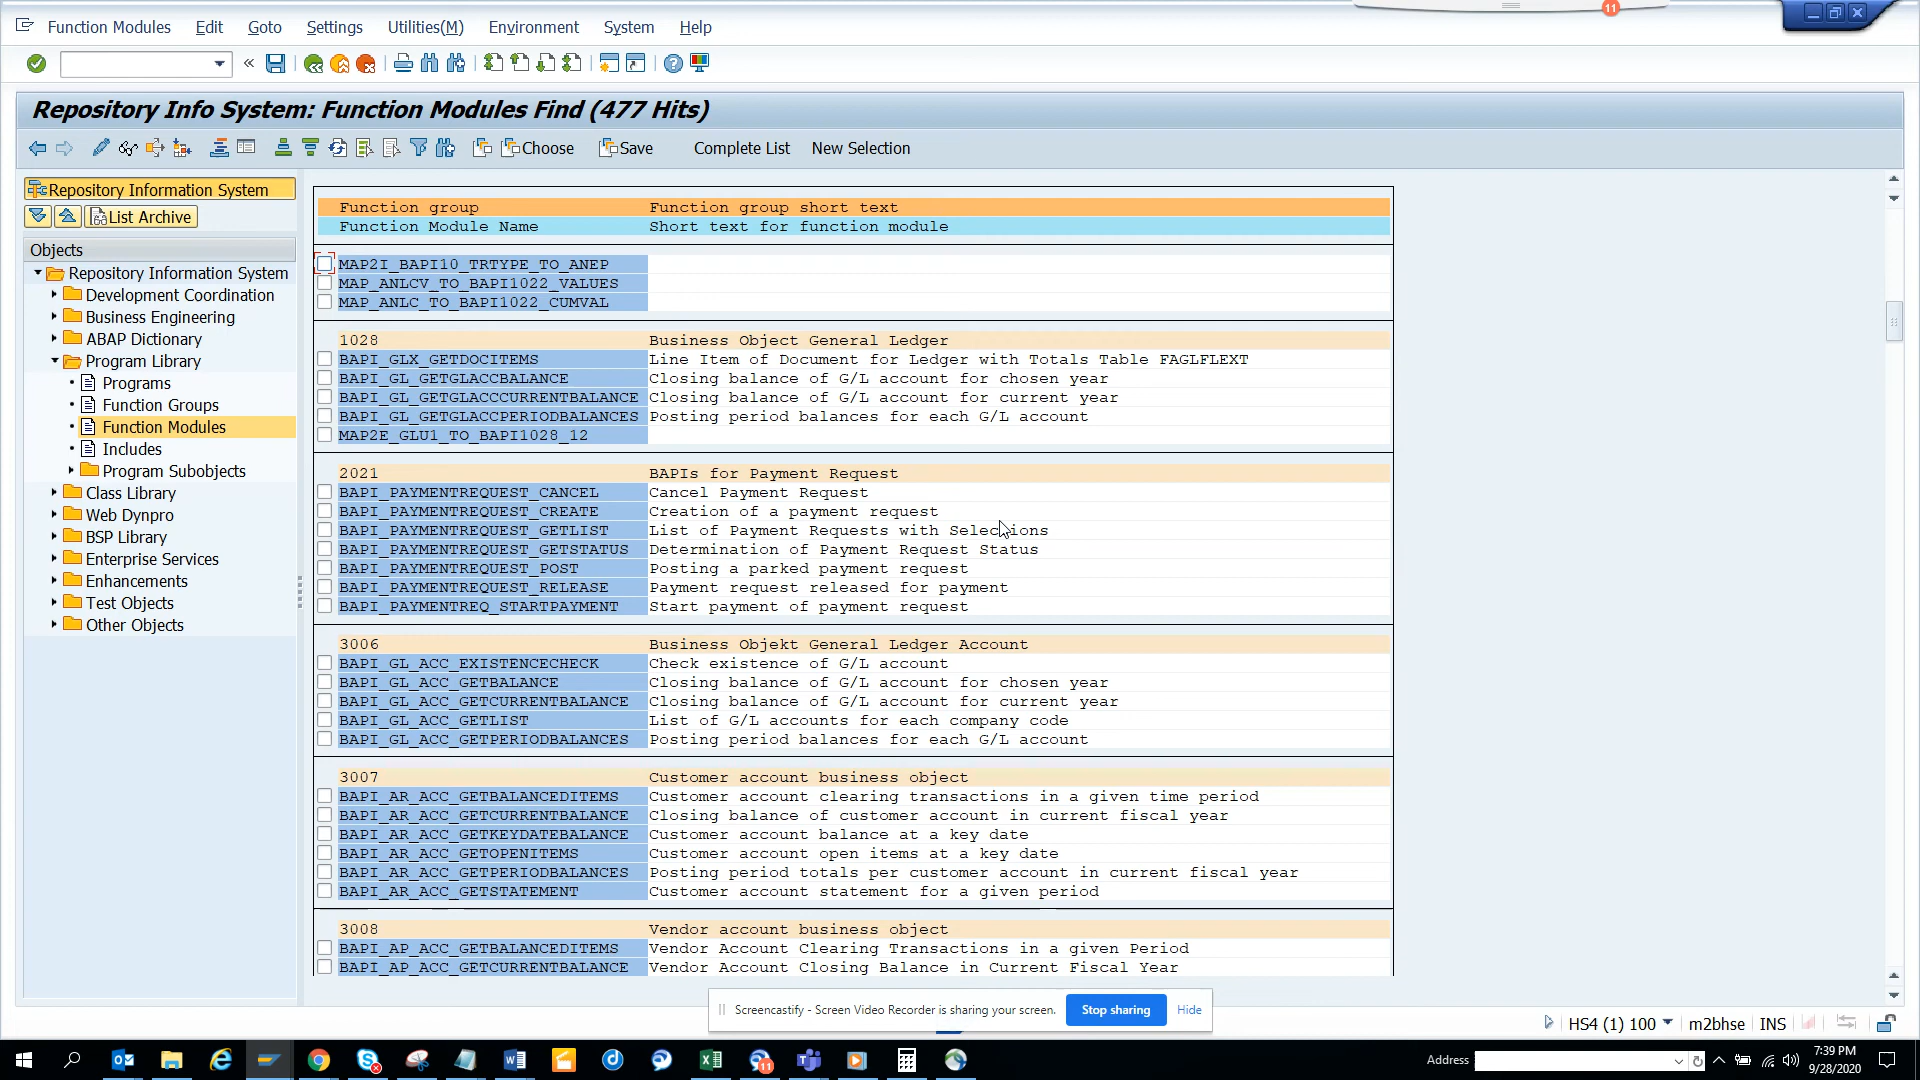 11
Function Modules Edit Goto Settings Utilities(M) Environment System Help
Repository Info System: Function Modules Find (477 Hits)
Choose Save Complete List New Selection
Repository Information System
List Archive
Objects
Repository Information System
Development Coordination
Business Engineering
ABAP Dictionary
Program Library
Programs
Function Groups
Function Modules
Includes
Program Subobjects
Class Library
Web Dynpro
BSP Library
Enterprise Services
Enhancements
Test Objects
Other Objects
Function group Function group short text
Function Module Name Short text for function module
MAP2I_BAPI10_TRTYPE_TO_ANEP
MAP_ANLCV_TO_BAPI1022_VALUES
MAP_ANLC_TO_BAPI1022_CUMVAL
1028 Business Object General Ledger
BAPI_GLX_GETDOCITEMS Line Item of Document for Ledger with Totals Table FAGLFLEXT
BAPI_GL_GETGLACCBALANCE Closing balance of G/L account for chosen year
BAPI_GL_GETGLACCCURRENTBALANCE Closing balance of G/L account for current year
BAPI_GL_GETGLACCPERIODBALANCES Posting period balances for each G/L account
MAP2E_GLU1_TO_BAPI1028_12
2021 BAPIs for Payment Request
BAPI_PAYMENTREQUEST_CANCEL Cancel Payment Request
BAPI_PAYMENTREQUEST_CREATE Creation of a payment request
BAPI_PAYMENTREQUEST_GETLIST List of Payment Requests with Selections
BAPI_PAYMENTREQUEST_GETSTATUS Determination of Payment Request Status
BAPI_PAYMENTREQUEST_POST Posting a parked payment request
BAPI_PAYMENTREQUEST_RELEASE Payment request released for payment
BAPI_PAYMENTREQ_STARTPAYMENT Start payment of payment request
3006 Business Objekt General Ledger Account
BAPI_GL_ACC_EXISTENCECHECK Check existence of G/L account
BAPI_GL_ACC_GETBALANCE Closing balance of G/L account for chosen year
BAPI_GL_ACC_GETCURRENTBALANCE Closing balance of G/L account for current year
BAPI_GL_ACC_GETLIST List of G/L accounts for each company code
BAPI_GL_ACC_GETPERIODBALANCES Posting period balances for each G/L account
3007 Customer account business object
BAPI_AR_ACC_GETBALANCEDITEMS Customer account clearing transactions in a given time period
BAPI_AR_ACC_GETCURRENTBALANCE Closing balance of customer account in current fiscal year
BAPI_AR_ACC_GETKEYDATEBALANCE Customer account balance at a key date
BAPI_AR_ACC_GETOPENITEMS Customer account open items at a key date
BAPI_AR_ACC_GETPERIODBALANCES Posting period totals per customer account in current fiscal year
BAPI_AR_ACC_GETSTATEMENT Customer account statement for a given period
3008 Vendor account business object
BAPI_AP_ACC_GETBALANCEDITEMS Vendor Account Clearing Transactions in a given Period
BAPI_AP_ACC_GETCURRENTBALANCE Vendor Account Closing Balance in Current Fiscal Year
Screencastify - Screen Video Recorder is sharing your screen. Stop sharing Hide
HS4 (1) 100 m2bhse INS
11
Address
7:39 PM
9/28/2020